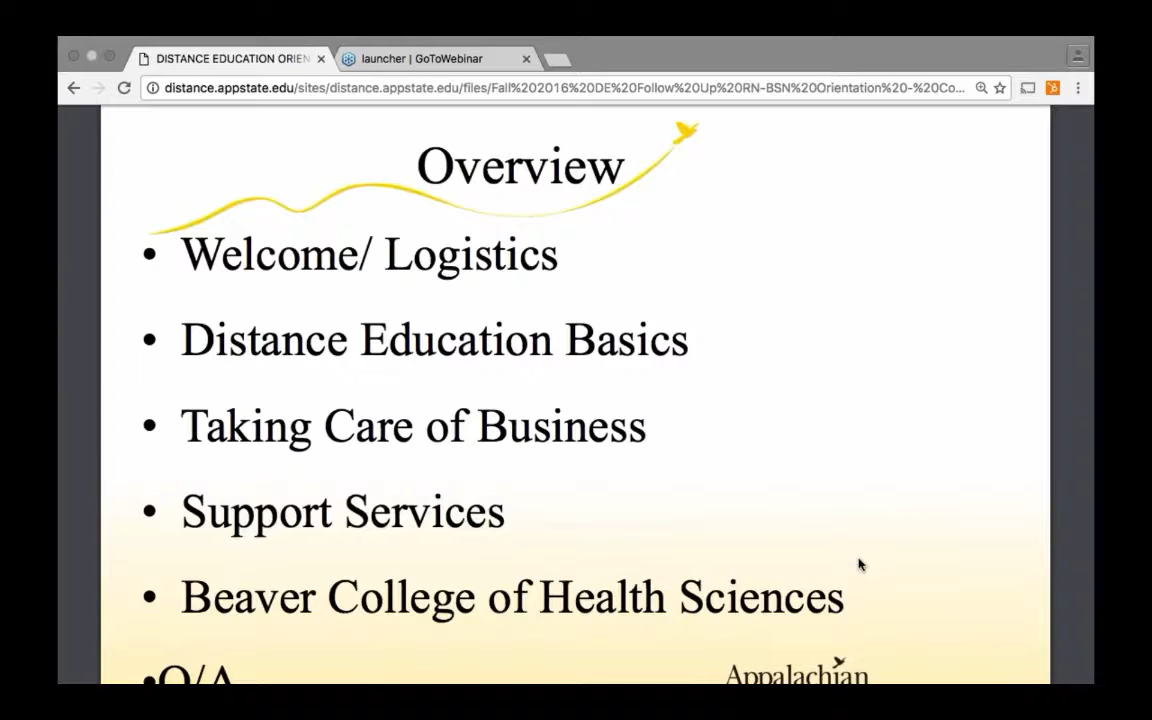 DISTANCE EDUCATION ORIEN
launcher | GoToWebinar
distance.appstate.edu/sites/distance.appstate.edu/files/Fall%202016%20DE%20Follow%20Up%20RN-BSN%20Orientation%20-%20Co...
Overview
• Welcome/ Logistics
• Distance Education Basics
• Taking Care of Business
• Support Services
• Beaver College of Health Sciences
•Q/A
Appalachian